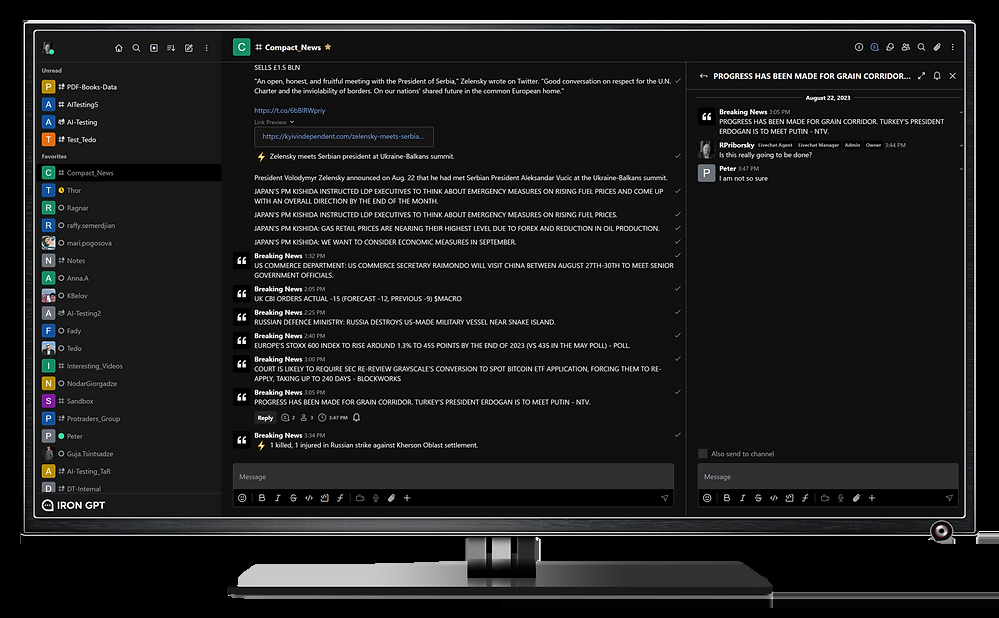 Unread
P PDF-Books-Data
A AITesting5
A AI-Testing
T Test_Tedo
Favorites
C Compact_News
T Thor
R Ragnar
R raffy.semerdjian
mari.pogosova
N Notes
A Anna.A
KBelov
A AI-Testing2
F Fady
Tedo
I Interesting_Videos
N NodarGiorgadze
S Sandbox
P Protraders_Group
P Peter
Guja.Tsintsadze
A AI-Testing_TaR
D DT-Internal
IRON GPT
C # Compact_News
SELLS £1.5 BLN
"An open, honest, and fruitful meeting with the President of Serbia," Zelensky wrote on Twitter. "Good conversation on respect for the U.N.
Charter and the inviolability of borders. On our nations' shared future in the common European home."
https://t.co/6bBlRWpriy
Link Preview
https://kyivindependent.com/zelensky-meets-serbia...
⚡ Zelensky meets Serbian president at Ukraine-Balkans summit.
President Volodymyr Zelensky announced on Aug. 22 that he had met Serbian President Aleksandar Vucic at the Ukraine-Balkans summit.
JAPAN'S PM KISHIDA INSTRUCTED LDP EXECUTIVES TO THINK ABOUT EMERGENCY MEASURES ON RISING FUEL PRICES AND COME UP
WITH AN OVERALL DIRECTION BY THE END OF THE MONTH.
JAPAN'S PM KISHIDA INSTRUCTED LDP EXECUTIVES TO THINK ABOUT EMERGENCY MEASURES ON RISING FUEL PRICES.
JAPAN'S PM KISHIDA: GAS RETAIL PRICES ARE NEARING THEIR HIGHEST LEVEL DUE TO FOREX AND REDUCTION IN OIL PRODUCTION.
JAPAN'S PM KISHIDA: WE WANT TO CONSIDER ECONOMIC MEASURES IN SEPTEMBER.
Breaking News 1:32 PM
US COMMERCE DEPARTMENT: US COMMERCE SECRETARY RAIMONDO WILL VISIT CHINA BETWEEN AUGUST 27TH-30TH TO MEET SENIOR
GOVERNMENT OFFICIALS.
Breaking News 2:05 PM
UK CBI ORDERS ACTUAL -15 (FORECAST -12, PREVIOUS -9) $MACRO
Breaking News 2:25 PM
RUSSIAN DEFENCE MINISTRY: RUSSIA DESTROYS US-MADE MILITARY VESSEL NEAR SNAKE ISLAND.
Breaking News 2:40 PM
EUROPE'S STOXX 600 INDEX TO RISE AROUND 1.3% TO 455 POINTS BY THE END OF 2023 (VS 435 IN THE MAY POLL) - POLL.
Breaking News 3:00 PM
COURT IS LIKELY TO REQUIRE SEC RE-REVIEW GRAYSCALE'S CONVERSION TO SPOT BITCOIN ETF APPLICATION, FORCING THEM TO RE-
APPLY, TAKING UP TO 240 DAYS - BLOCKWORKS
Breaking News 3:05 PM
PROGRESS HAS BEEN MADE FOR GRAIN CORRIDOR. TURKEY'S PRESIDENT ERDOGAN IS TO MEET PUTIN - NTV.
Reply 2 3 3:47 PM
Breaking News 3:34 PM
⚡ 1 killed, 1 injured in Russian strike against Kherson Oblast settlement.
Message
PROGRESS HAS BEEN MADE FOR GRAIN CORRIDOR...
August 22, 2023
Breaking News 3:05 PM
PROGRESS HAS BEEN MADE FOR GRAIN CORRIDOR. TURKEY'S PRESIDENT
ERDOGAN IS TO MEET PUTIN - NTV.
RPriborsky Livechat Agent Livechat Manager Admin Owner 3:44 PM
Is this really going to be done?
P Peter 3:47 PM
I am not so sure
Also send to channel
Message